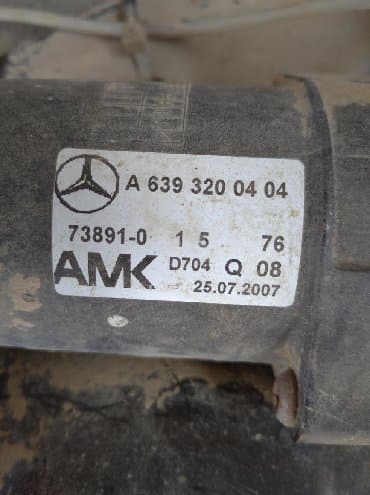 A 639 320 04 04
73891-0 1 5 76
AMK D704 Q 08
25.07.2007